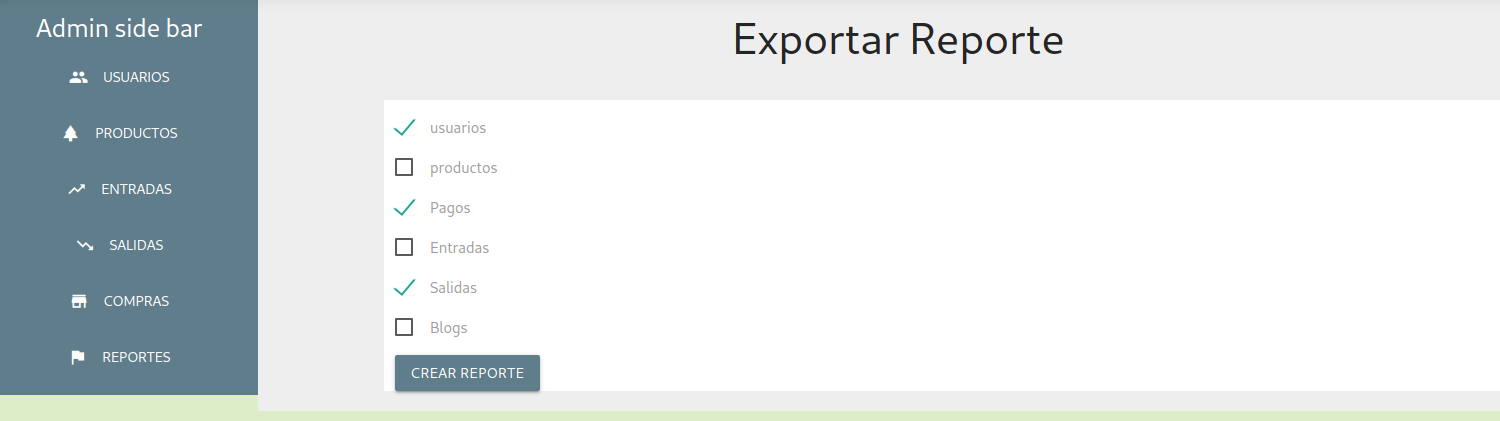 Admin side bar
USUARIOS
PRODUCTOS
ENTRADAS
SALIDAS
COMPRAS
REPORTES
Exportar Reporte
usuarios
productos
Pagos
Entradas
Salidas
Blogs
CREAR REPORTE